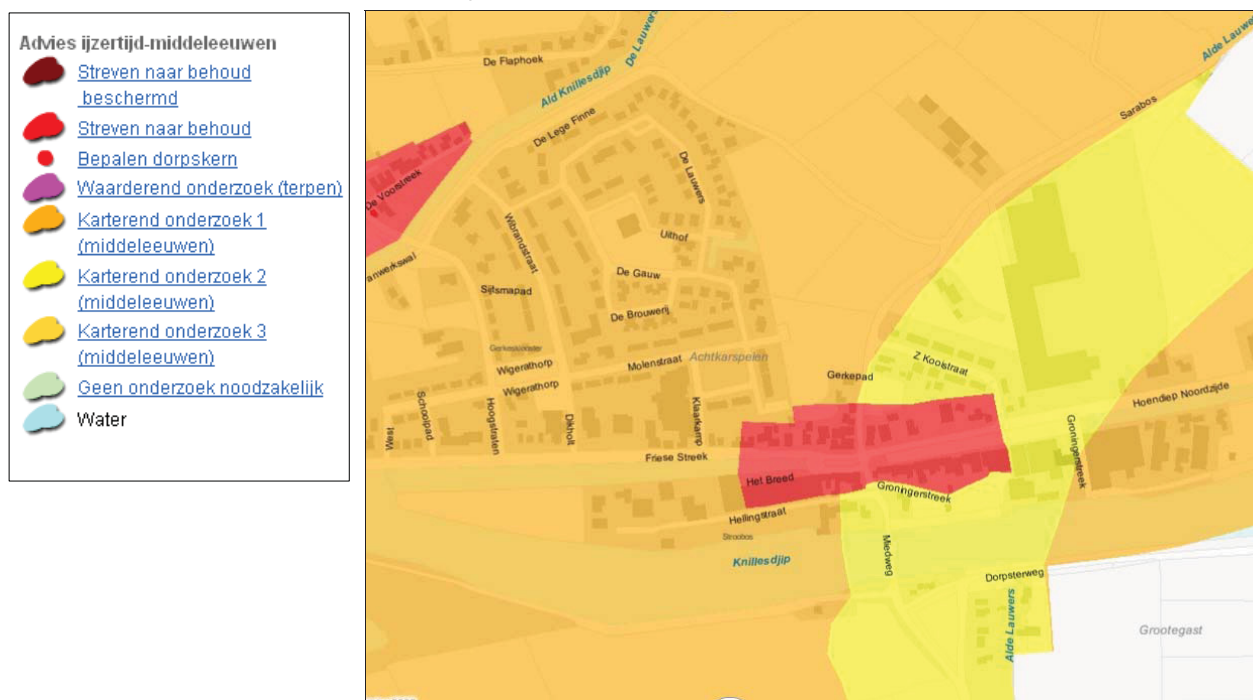 Advies ijzertijd-middeleeuwen
Streven naar behoud
beschermd
Streven naar behoud
Bepalen dorpskern
Waarderend onderzoek (terpen)
Karterend onderzoek 1
(middeleeuwen)
Karterend onderzoek 2
(middeleeuwen)
Karterend onderzoek 3
(middeleeuwen)
Geen onderzoek noodzakelijk
Water
De Flaphoek
De Lauwers
Alde Lauwers
Ald Knillesdjip
Sarabos
De Lege Finne
De Lauwers
De Voorstreek
Wibrandstraat
Uithof
De Gauw
Sijtsmapad
De Brouwerij
Gerkesklooster
Wigerathorp
Molenstraat
Achtkarspelen
Z Kooistraat
Gerkepad
Wigerathorp
Hoendiep Noordzijde
West
Schoolpad
Hoogstraten
Dikholt
Klaarkamp
Groningerstreek
Friese Streek
Het Breed
Groningerstreek
Hellingstraat
Stroobos
Knillesdjip
Miedweg
Dorpsterweg
Alde Lauwers
Grootegast